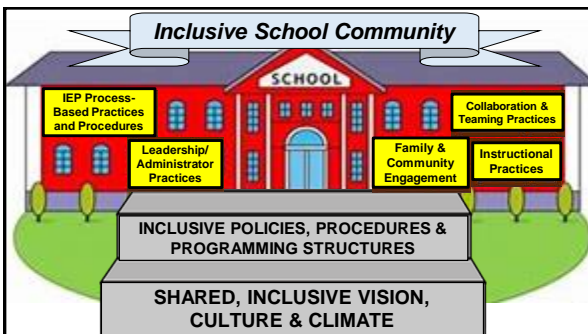 Inclusive School Community
SCHOOL
IEP Process-
Based Practices
and Procedures
Leadership/
Administrator
Practices
Collaboration &
Teaming Practices
Family &
Community
Engagement
Instructional
Practices
INCLUSIVE POLICIES, PROCEDURES &
PROGRAMMING STRUCTURES
SHARED, INCLUSIVE VISION,
CULTURE & CLIMATE